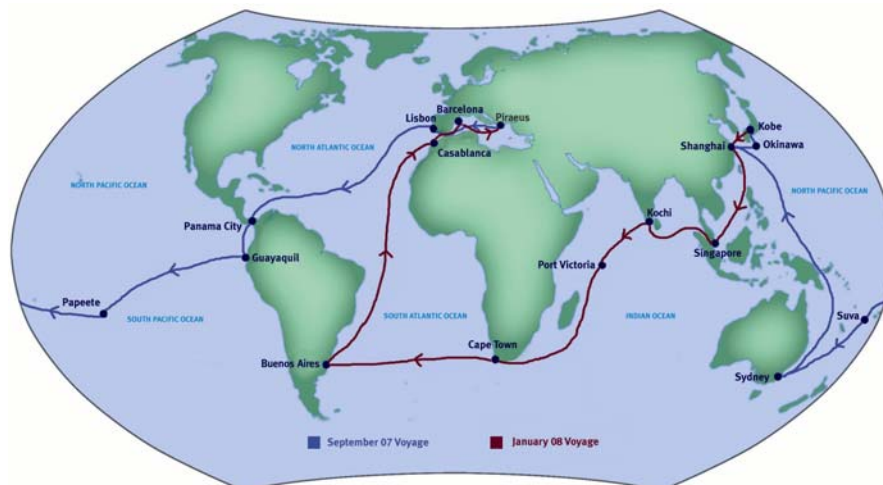 Barcelona
Lisbon
Piraeus
Kobe
NORTH ATLANTIC OCEAN
Shanghai
Okinawa
Casablanca
NORTH PACIFIC OCEAN
NORTH PACIFIC OCEAN
Kochi
Panama City
Singapore
Guayaquil
Port Victoria
Papeete
SOUTH PACIFIC OCEAN
SOUTH ATLANTIC OCEAN
INDIAN OCEAN
Suva
Cape Town
Buenos Aires
Sydney
September 07 Voyage
January 08 Voyage